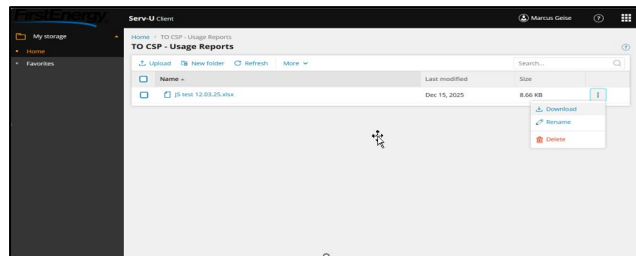 FirstEnergy
Serv-U Client
Marcus Geise
?
My storage
Home
Favorites
Home > TO CSP - Usage Reports
TO CSP - Usage Reports
?
Upload New folder Refresh More
Search...
Name Last modified Size
JS test 12.03.25.xlsx Dec 15, 2025 8.66 KB
Download
Rename
Delete